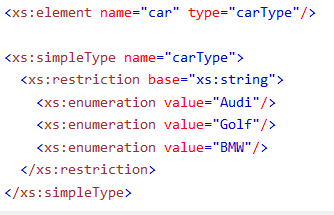 <xs:element name="car" type="carType"/>
<xs:simpleType name="carType">
  <xs:restriction base="xs:string">
    <xs:enumeration value="Audi"/>
    <xs:enumeration value="Golf"/>
    <xs:enumeration value="BMW"/>
  </xs:restriction>
</xs:simpleType>